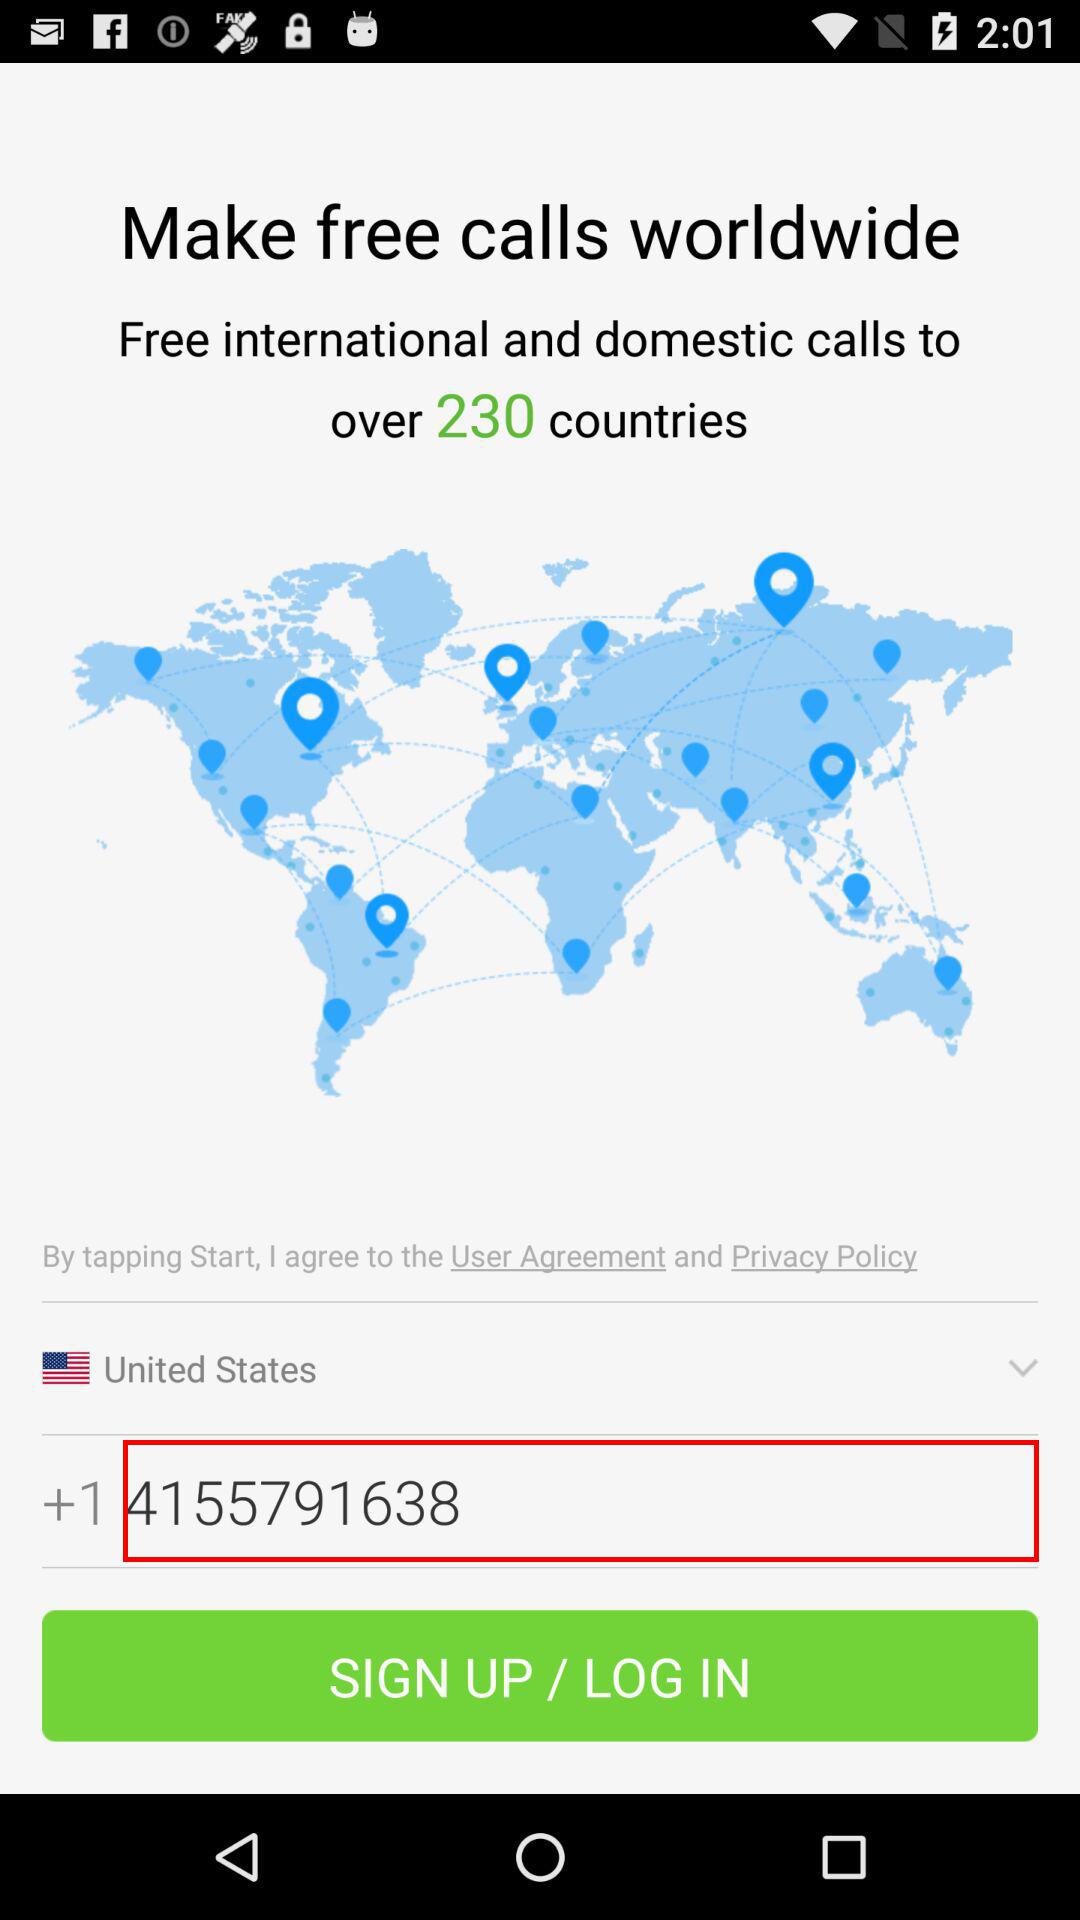 FAKE
2:01
Make free calls worldwide
Free international and domestic calls to
over 230 countries
By tapping Start, I agree to the User Agreement and Privacy Policy
United States
+1 4155791638
SIGN UP / LOG IN